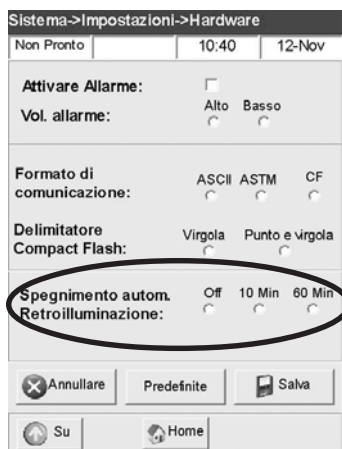 Sistema->Impostazioni->Hardware
Non Pronto 10:40 12-Nov
Attivare Allarme:
Alto Basso
Vol. allarme:
Formato di
comunicazione:
ASCII ASTM CF
Delimitatore
Compact Flash:
Virgola Punto e virgola
Spegnimento autom.
Retroilluminazione:
Off 10 Min 60 Min
Annullare Predefinite Salva
Su Home